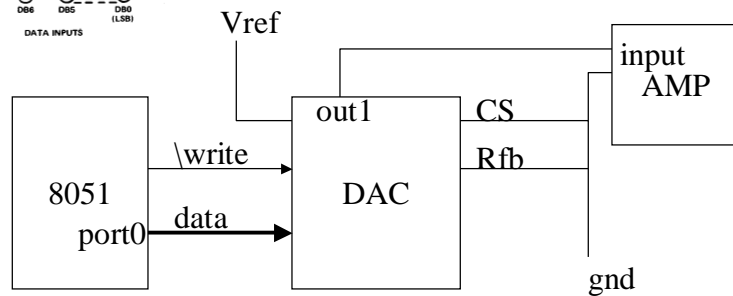 DB6 DB5 DB0
(LSB)
DATA INPUTS
Vref
input
AMP
out1
CS
\write
Rfb
8051
DAC
port0
data
gnd